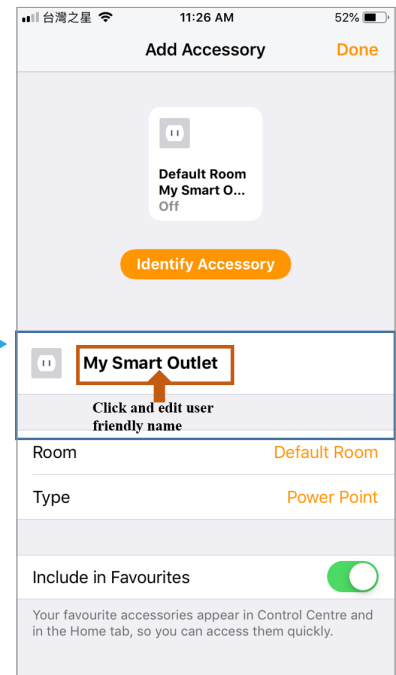 台灣之星 11:26 AM 52%
Add Accessory Done
Default Room
My Smart O...
Off
Identify Accessory
My Smart Outlet
Click and edit user
friendly name
Room Default Room
Type Power Point
Include in Favourites
Your favourite accessories appear in Control Centre and
in the Home tab, so you can access them quickly.